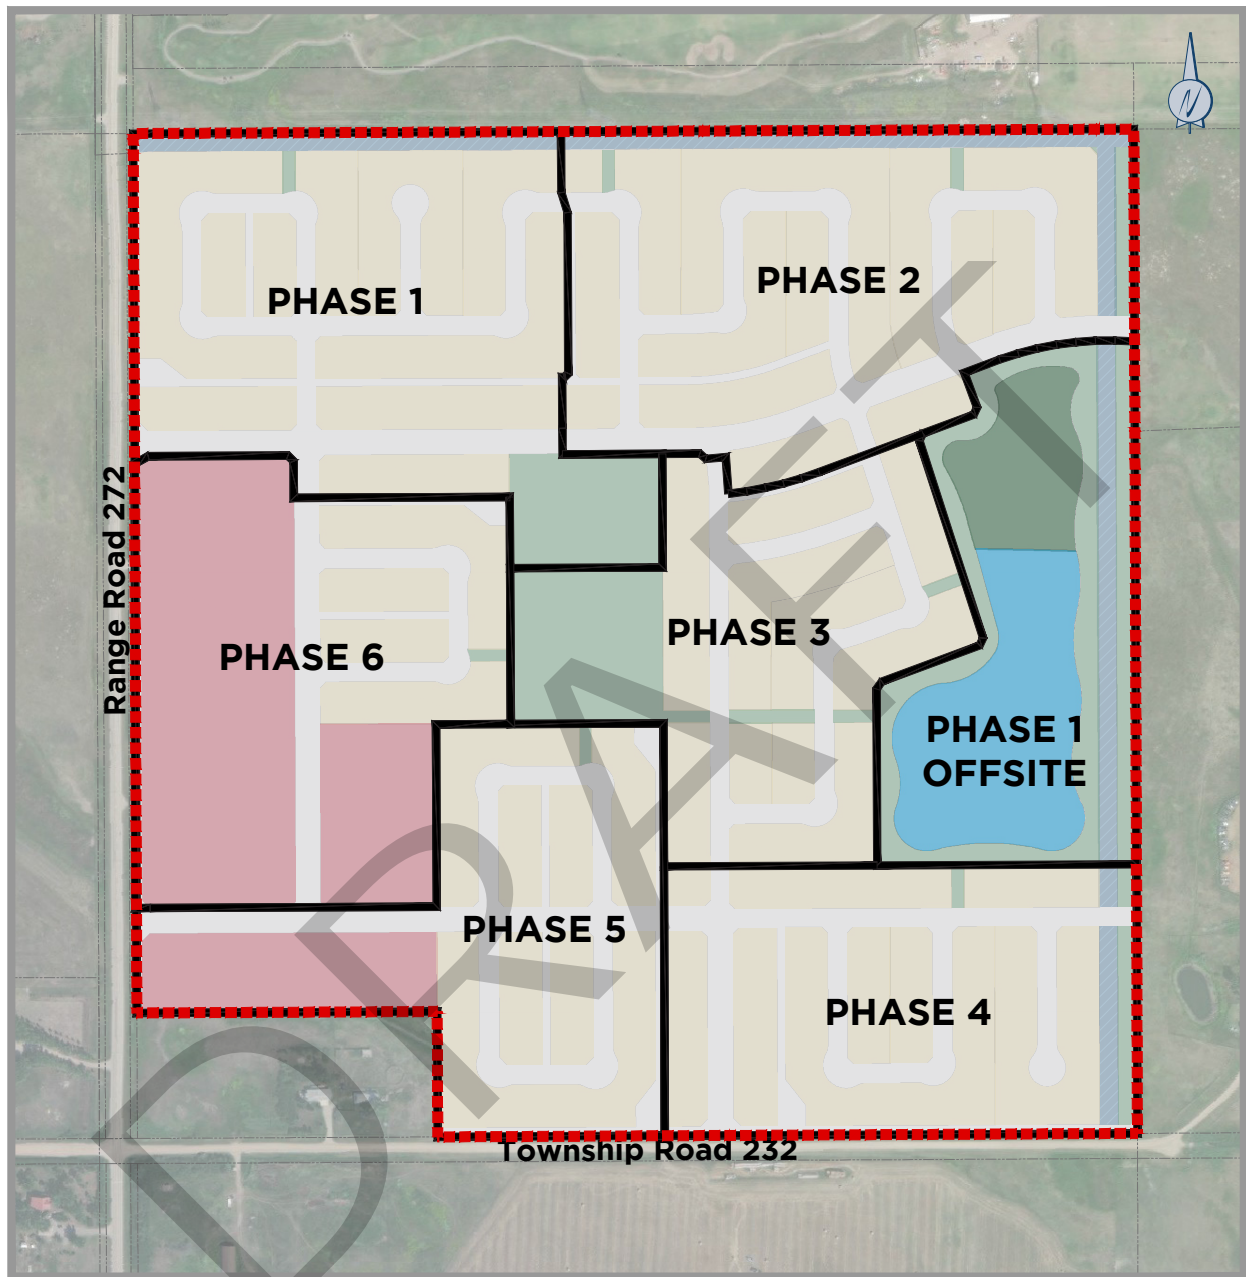 N
PHASE 2
PHASE 1
Range Road 272
PHASE 3
PHASE 6
PHASE 1
OFFSITE
PHASE 5
PHASE 4
Township Road 232
DRAFT